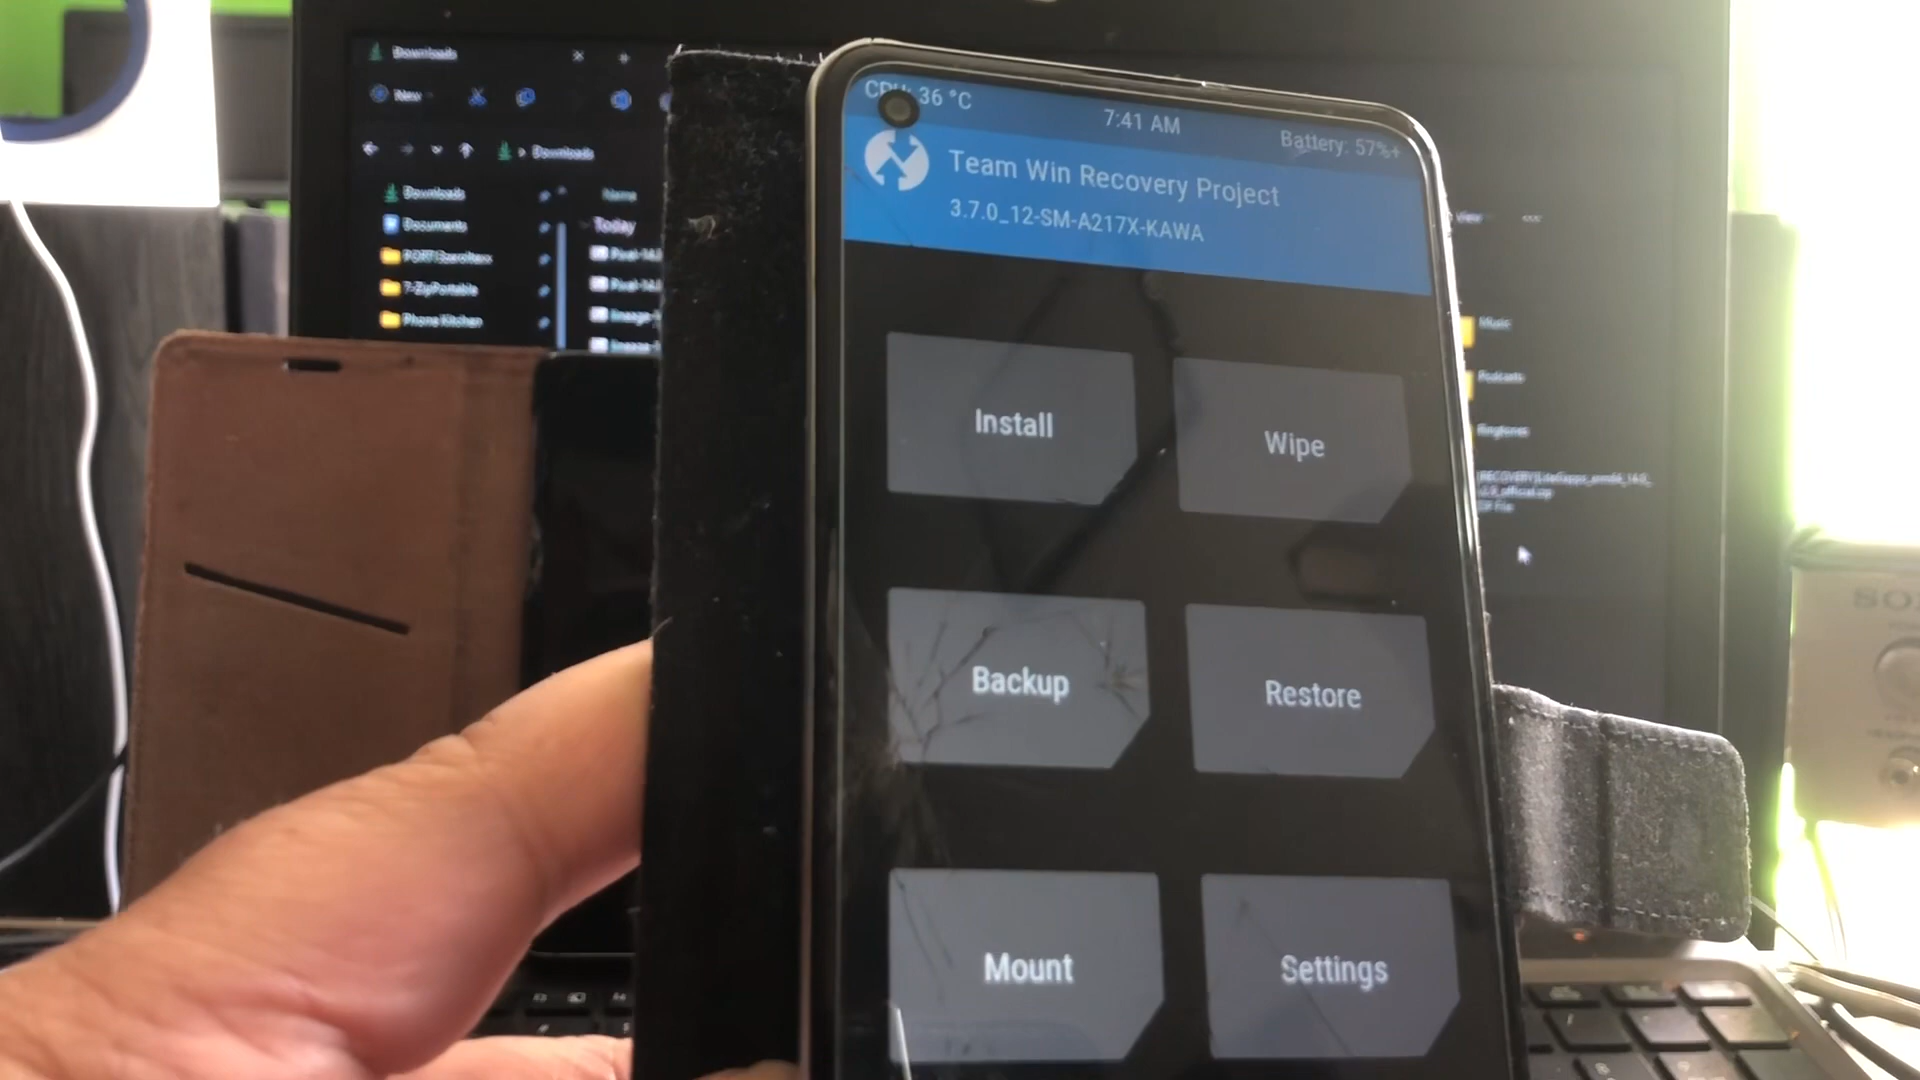 Downloads
New
Downloads
Downloads
Name
Documents
Today
7-ZipPortable
Phone Kitchen
CPU: 36 °C
7:41 AM
Battery: 57%+
Team Win Recovery Project
3.7.0_12-SM-A217X-KAWA
Install
Wipe
Backup
Restore
Mount
Settings
view
Music
Podcasts
Ringtones